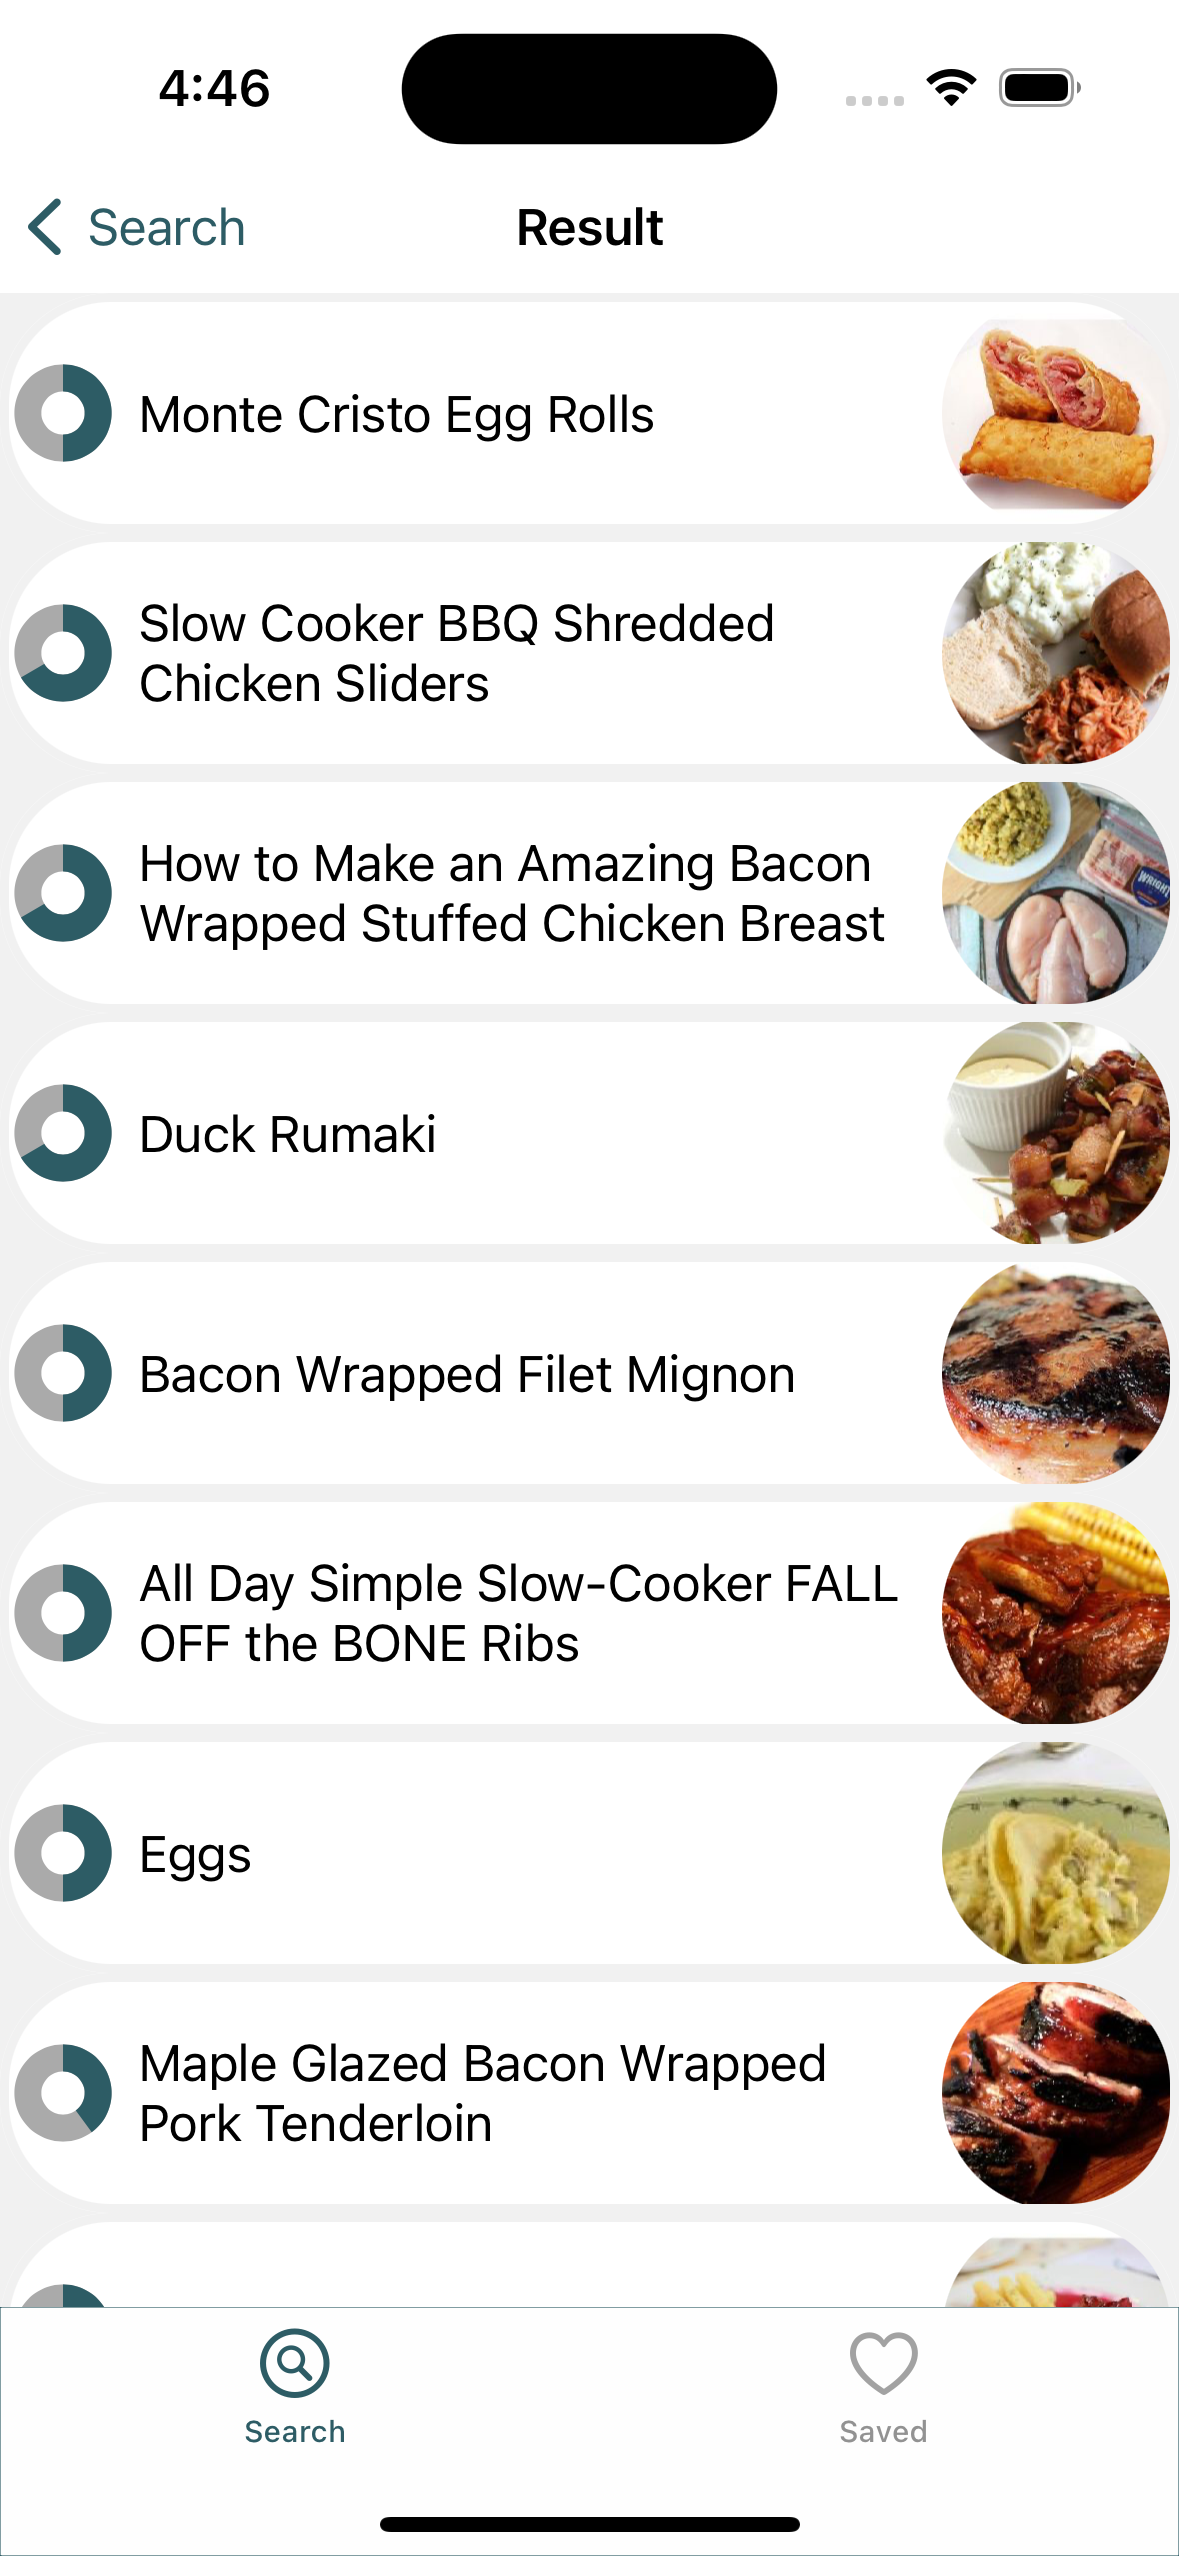 4:46
Search
Result
Monte Cristo Egg Rolls
Slow Cooker BBQ Shredded
Chicken Sliders
How to Make an Amazing Bacon
Wrapped Stuffed Chicken Breast
WRIGHT
Duck Rumaki
Bacon Wrapped Filet Mignon
All Day Simple Slow-Cooker FALL
OFF the BONE Ribs
Eggs
Maple Glazed Bacon Wrapped
Pork Tenderloin
Search
Saved